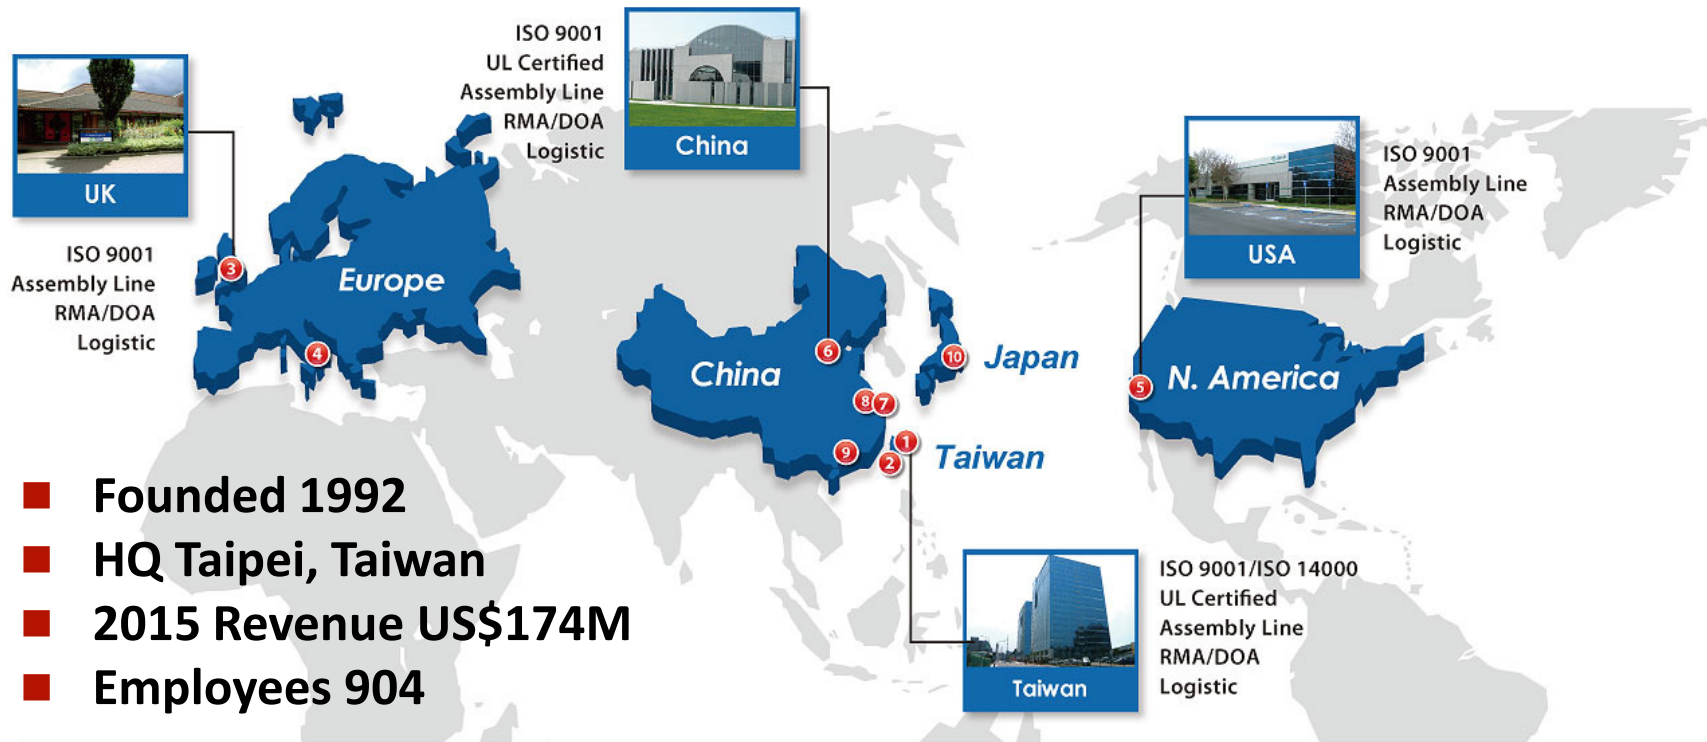 ISO 9001
UL Certified
Assembly Line
RMA/DOA
Logistic
China
UK
ISO 9001
Assembly Line
RMA/DOA
Logistic
USA
ISO 9001
Assembly Line
RMA/DOA
Logistic
3
Europe
4
China
6
8
7
9
10
Japan
1
2
Taiwan
5
N. America
Founded 1992
HQ Taipei, Taiwan
2015 Revenue US$174M
Employees 904
Taiwan
ISO 9001/ISO 14000
UL Certified
Assembly Line
RMA/DOA
Logistic